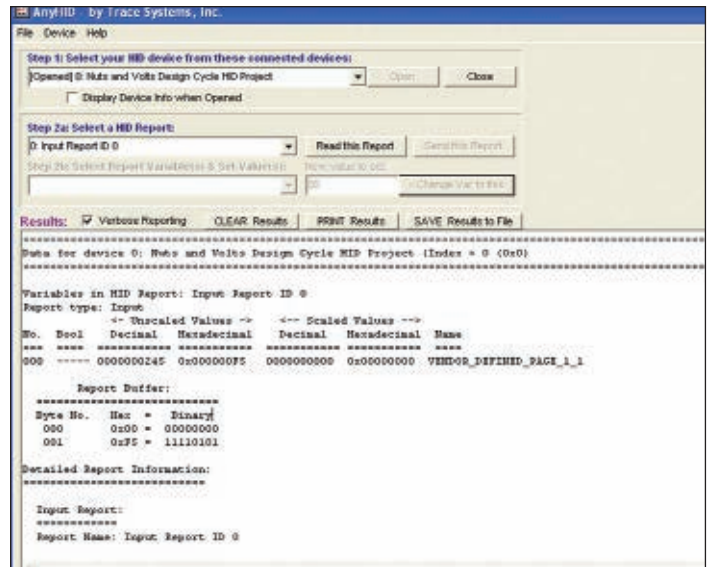 AnyHID - by Trace Systems, Inc.
File Device Help
Step 1: Select your HID device from these connected devices:
[Opened] 0: Nuts and Volts Design Cycle HID Project Open Close
Display Device Info when Opened
Step 2a: Select a HID Report:
0: Input Report ID 0 Read this Report Send this Report
Step 2b: Select Report Variable(s) & Set Value(s): New value to set:
00 Change Var to this
Results: Verbose Reporting CLEAR Results PRINT Results SAVE Results to File
Data for device 0: Nuts and Volts Design Cycle HID Project (Index = 0 (0x0)
Variables in HID Report: Input Report ID 0
Report type: Input
<- Unscaled Values -> <-- Scaled Values -->
No. Bool Decimal Hexadecimal Decimal Hexadecimal Name
000 ----- 0000000245 0x000000F5 0000000000 0x00000000 VENDOR_DEFINED_PAGE_1_1
Report Buffer:
Byte No. Hex = Binary
000 0x00 = 00000000
001 0xF5 = 11110101
Detailed Report Information:
Input Report:
Report Name: Input Report ID 0